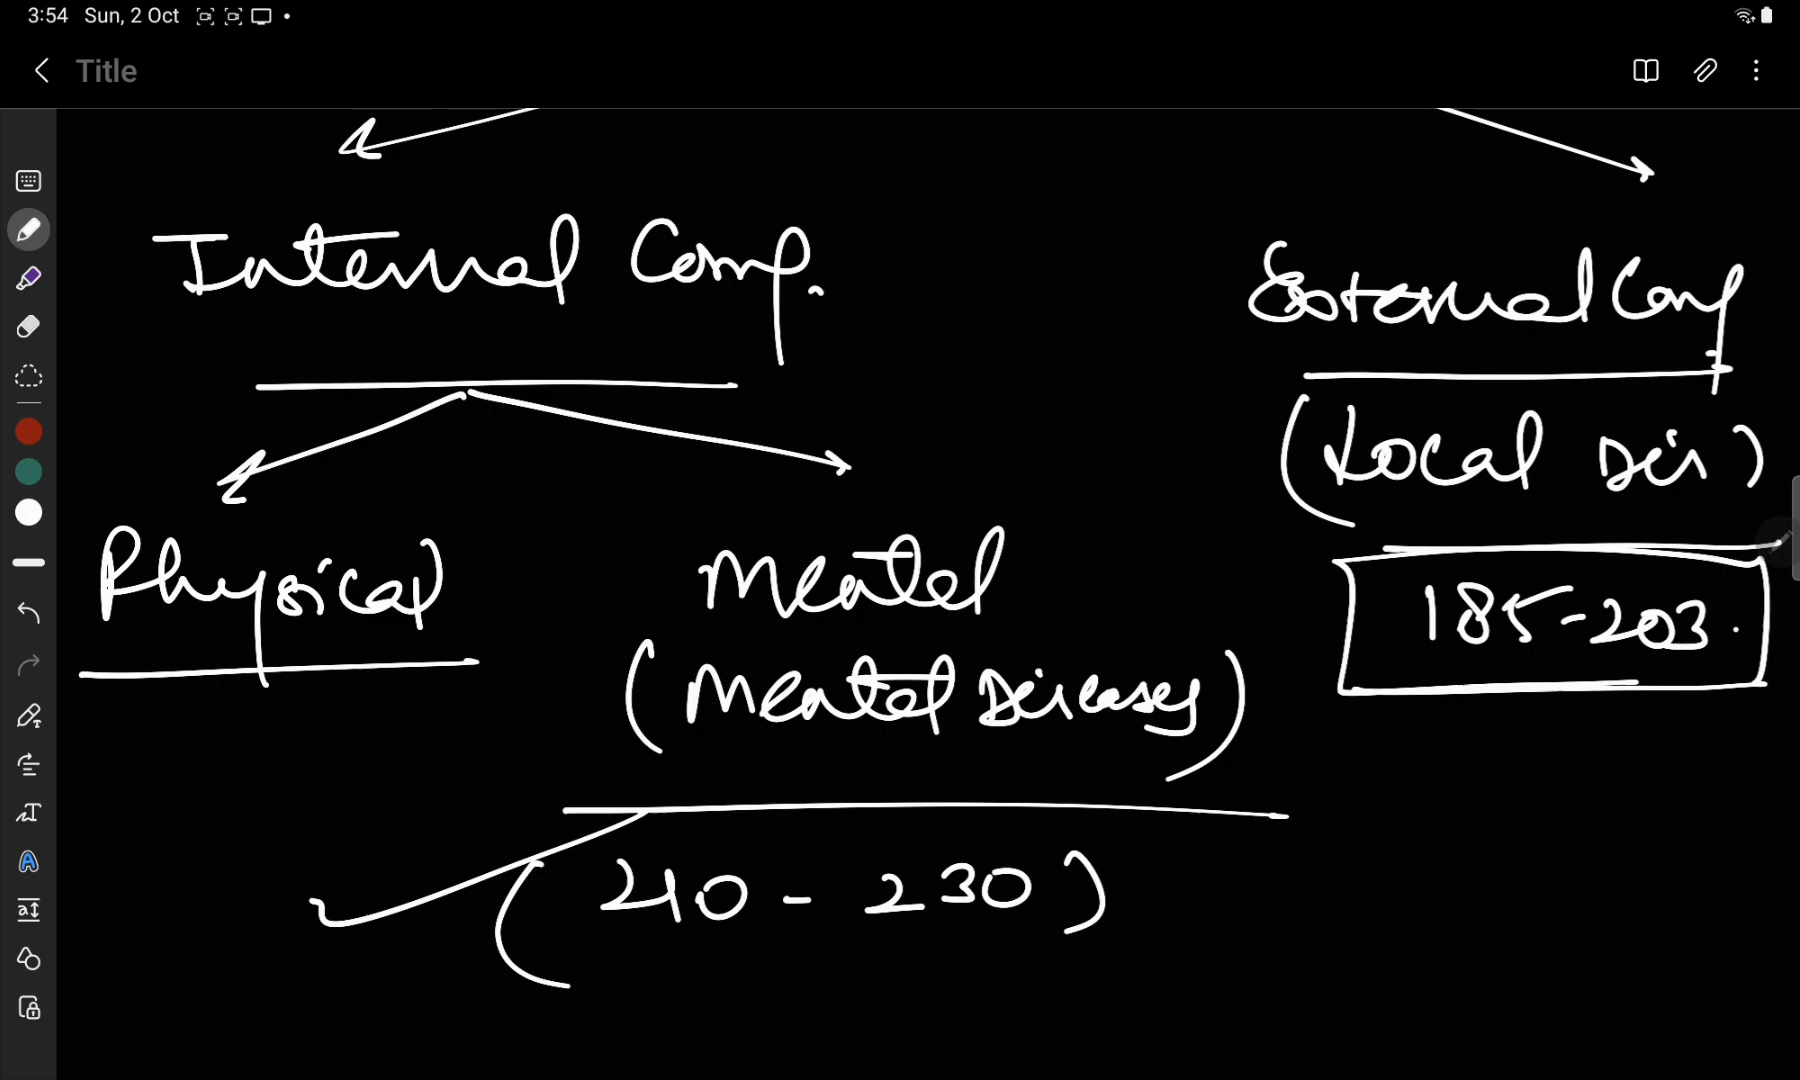 3:54 Sun, 2 Oct
Title
Internal Comp.
External Comp
(Local Dis)
Physical
Mental
185-203.
(Mental Diseases)
(210 - 230)